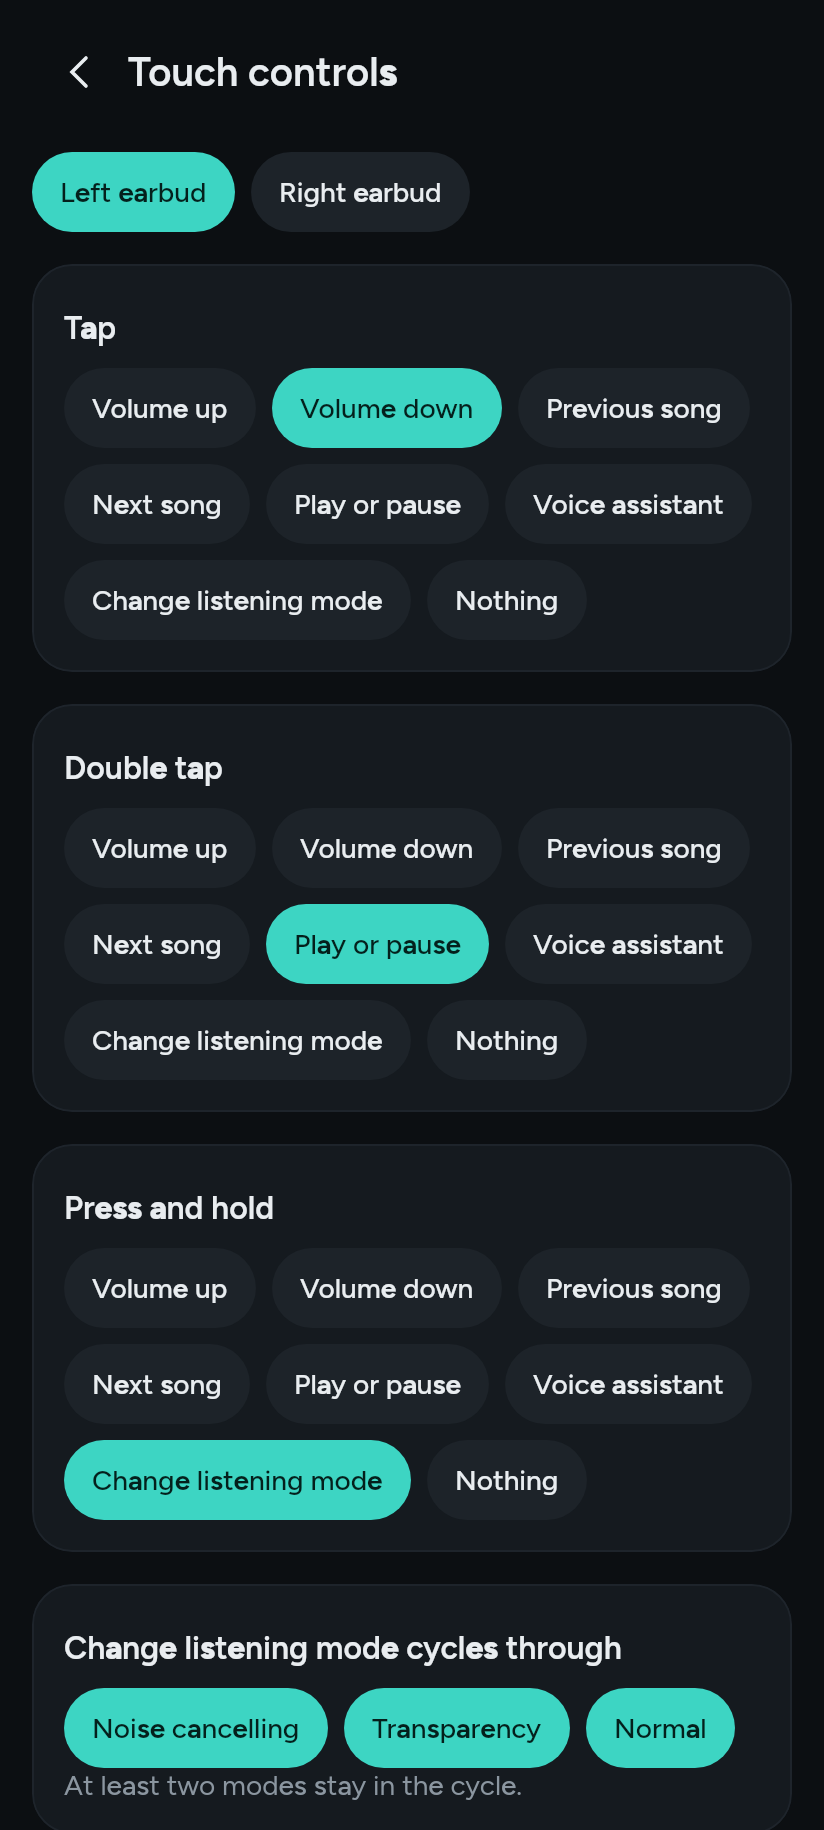 Touch controls
Left earbud Right earbud
Tap
Volume up Volume down Previous song
Next song Play or pause Voice assistant
Change listening mode Nothing
Double tap
Volume up Volume down Previous song
Next song Play or pause Voice assistant
Change listening mode Nothing
Press and hold
Volume up Volume down Previous song
Next song Play or pause Voice assistant
Change listening mode Nothing
Change listening mode cycles through
Noise cancelling Transparency Normal
At least two modes stay in the cycle.